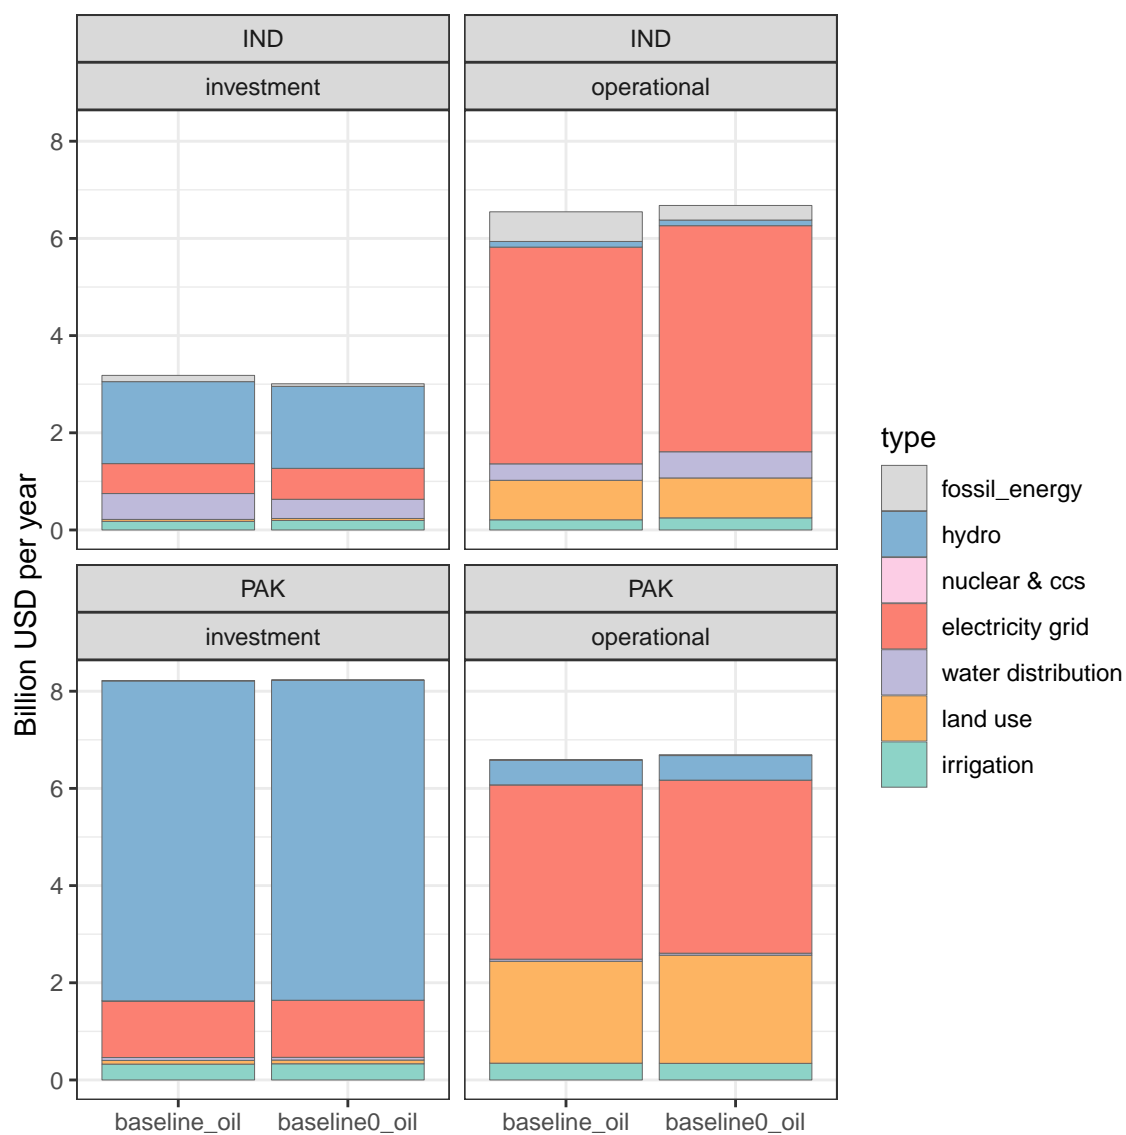 IND
investment
IND
operational
8
6
4
2
0
PAK
investment
PAK
operational
8
6
4
2
0
baseline_oil
baseline0_oil
baseline_oil
baseline0_oil
Billion USD per year
type
fossil_energy
hydro
nuclear & ccs
electricity grid
water distribution
land use
irrigation